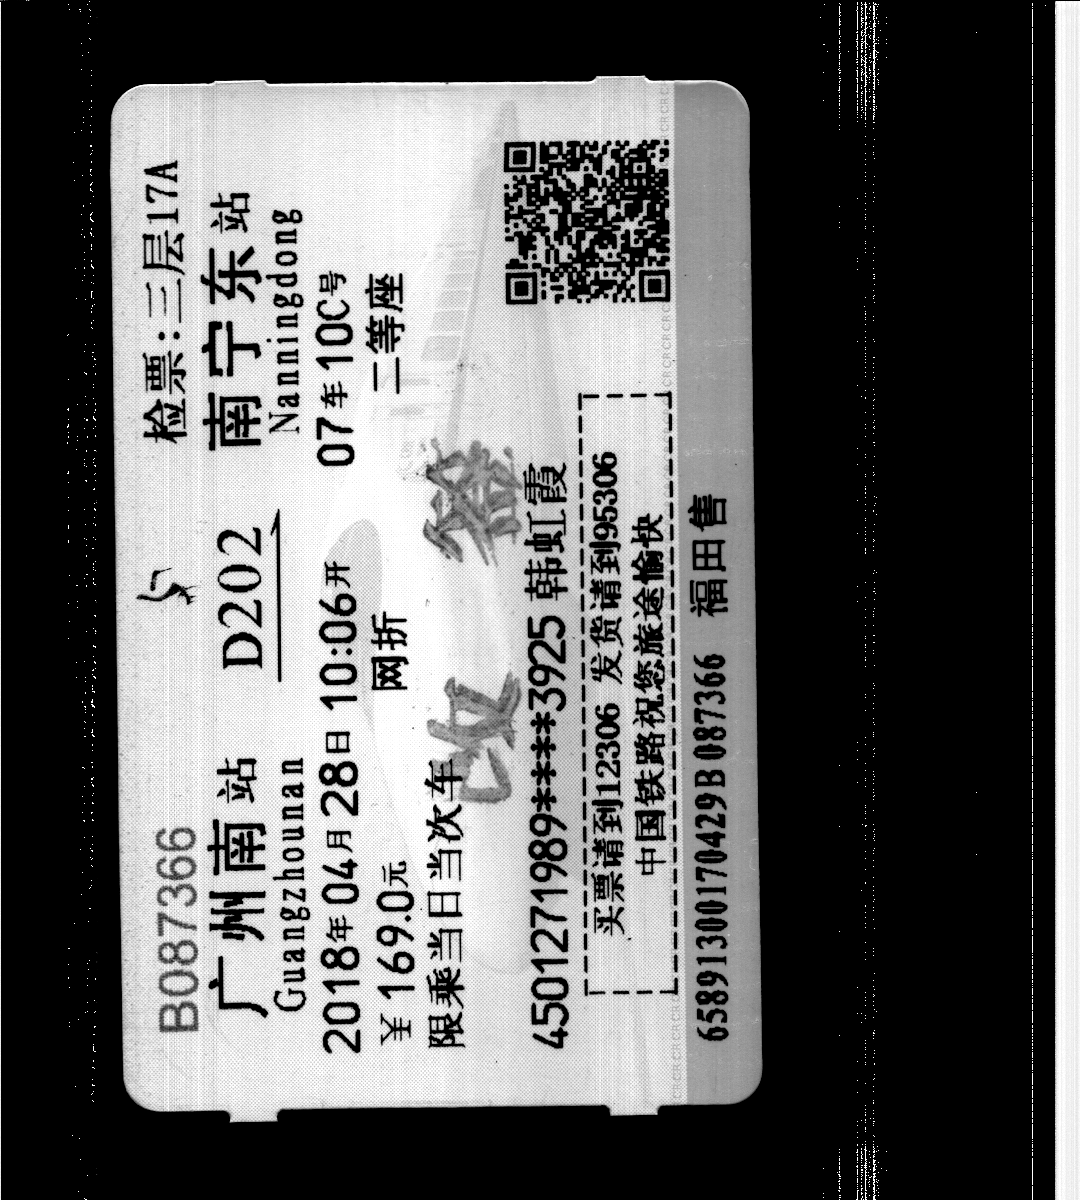 B087366 检票:三层17A
广州南站 D202 南宁东站
Guangzhounan Nanningdong
2018年04月28日 10:06开 07车10C号
¥169.0元 网折 二等座
限乘当日当次车
4501271989****3925 韩虹霞
买票请到12306 发货请到95306
中国铁路祝您旅途愉快
65891300170429B087366 福田售